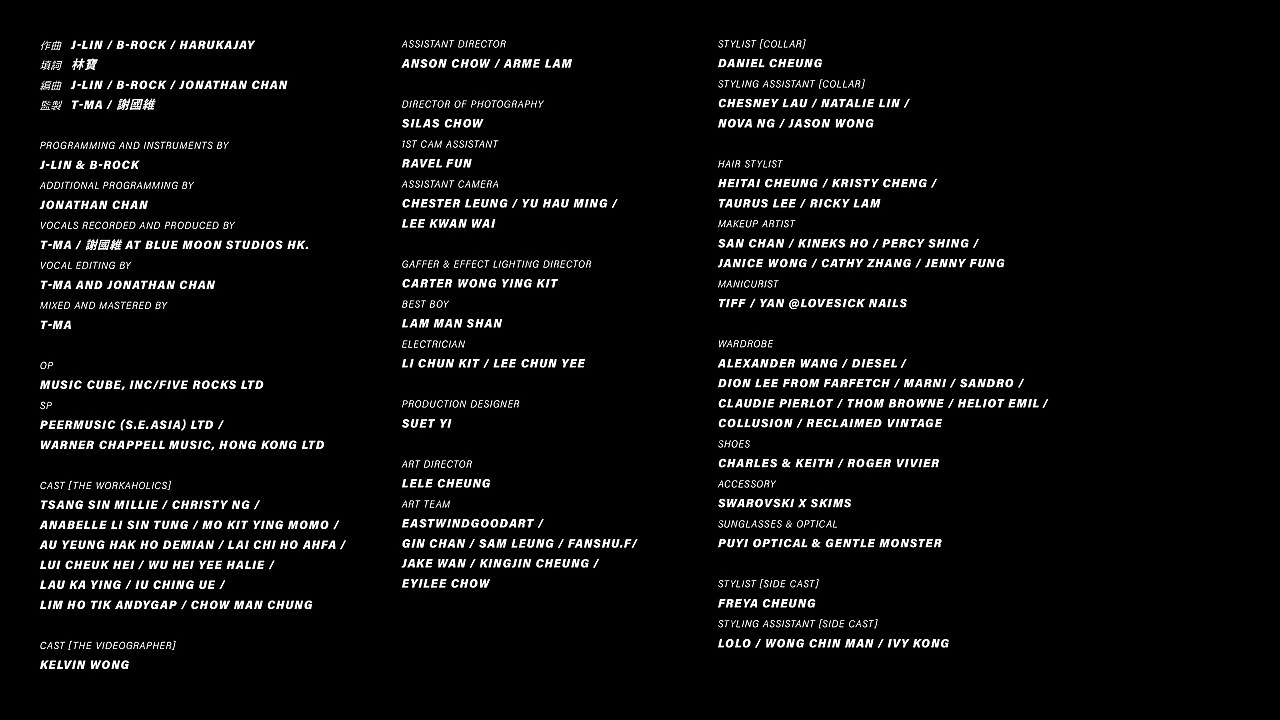 作曲 J-LIN / B-ROCK / HARUKAJAY
填詞 林寶
編曲 J-LIN / B-ROCK / JONATHAN CHAN
監製 T-MA / 謝國維
PROGRAMMING AND INSTRUMENTS BY
J-LIN & B-ROCK
ADDITIONAL PROGRAMMING BY
JONATHAN CHAN
VOCALS RECORDED AND PRODUCED BY
T-MA / 謝國維 AT BLUE MOON STUDIOS HK.
VOCAL EDITING BY
T-MA AND JONATHAN CHAN
MIXED AND MASTERED BY
T-MA
OP
MUSIC CUBE, INC/FIVE ROCKS LTD
SP
PEERMUSIC (S.E.ASIA) LTD /
WARNER CHAPPELL MUSIC, HONG KONG LTD
CAST [THE WORKAHOLICS]
TSANG SIN MILLIE / CHRISTY NG /
ANABELLE LI SIN TUNG / MO KIT YING MOMO /
AU YEUNG HAK HO DEMIAN / LAI CHI HO AHFA /
LUI CHEUK HEI / WU HEI YEE HALIE /
LAU KA YING / IU CHING UE /
LIM HO TIK ANDYGAP / CHOW MAN CHUNG
CAST [THE VIDEOGRAPHER]
KELVIN WONG
ASSISTANT DIRECTOR
ANSON CHOW / ARME LAM
DIRECTOR OF PHOTOGRAPHY
SILAS CHOW
1ST CAM ASSISTANT
RAVEL FUN
ASSISTANT CAMERA
CHESTER LEUNG / YU HAU MING /
LEE KWAN WAI
GAFFER & EFFECT LIGHTING DIRECTOR
CARTER WONG YING KIT
BEST BOY
LAM MAN SHAN
ELECTRICIAN
LI CHUN KIT / LEE CHUN YEE
PRODUCTION DESIGNER
SUET YI
ART DIRECTOR
LELE CHEUNG
ART TEAM
EASTWINDGOODART /
GIN CHAN / SAM LEUNG / FANSHU.F/
JAKE WAN / KINGJIN CHEUNG /
EYILEE CHOW
STYLIST [COLLAR]
DANIEL CHEUNG
STYLING ASSISTANT [COLLAR]
CHESNEY LAU / NATALIE LIN /
NOVA NG / JASON WONG
HAIR STYLIST
HEITAI CHEUNG / KRISTY CHENG /
TAURUS LEE / RICKY LAM
MAKEUP ARTIST
SAN CHAN / KINEKS HO / PERCY SHING /
JANICE WONG / CATHY ZHANG / JENNY FUNG
MANICURIST
TIFF / YAN @LOVESICK NAILS
WARDROBE
ALEXANDER WANG / DIESEL /
DION LEE FROM FARFETCH / MARNI / SANDRO /
CLAUDIE PIERLOT / THOM BROWNE / HELIOT EMIL /
COLLUSION / RECLAIMED VINTAGE
SHOES
CHARLES & KEITH / ROGER VIVIER
ACCESSORY
SWAROVSKI X SKIMS
SUNGLASSES & OPTICAL
PUYI OPTICAL & GENTLE MONSTER
STYLIST [SIDE CAST]
FREYA CHEUNG
STYLING ASSISTANT [SIDE CAST]
LOLO / WONG CHIN MAN / IVY KONG